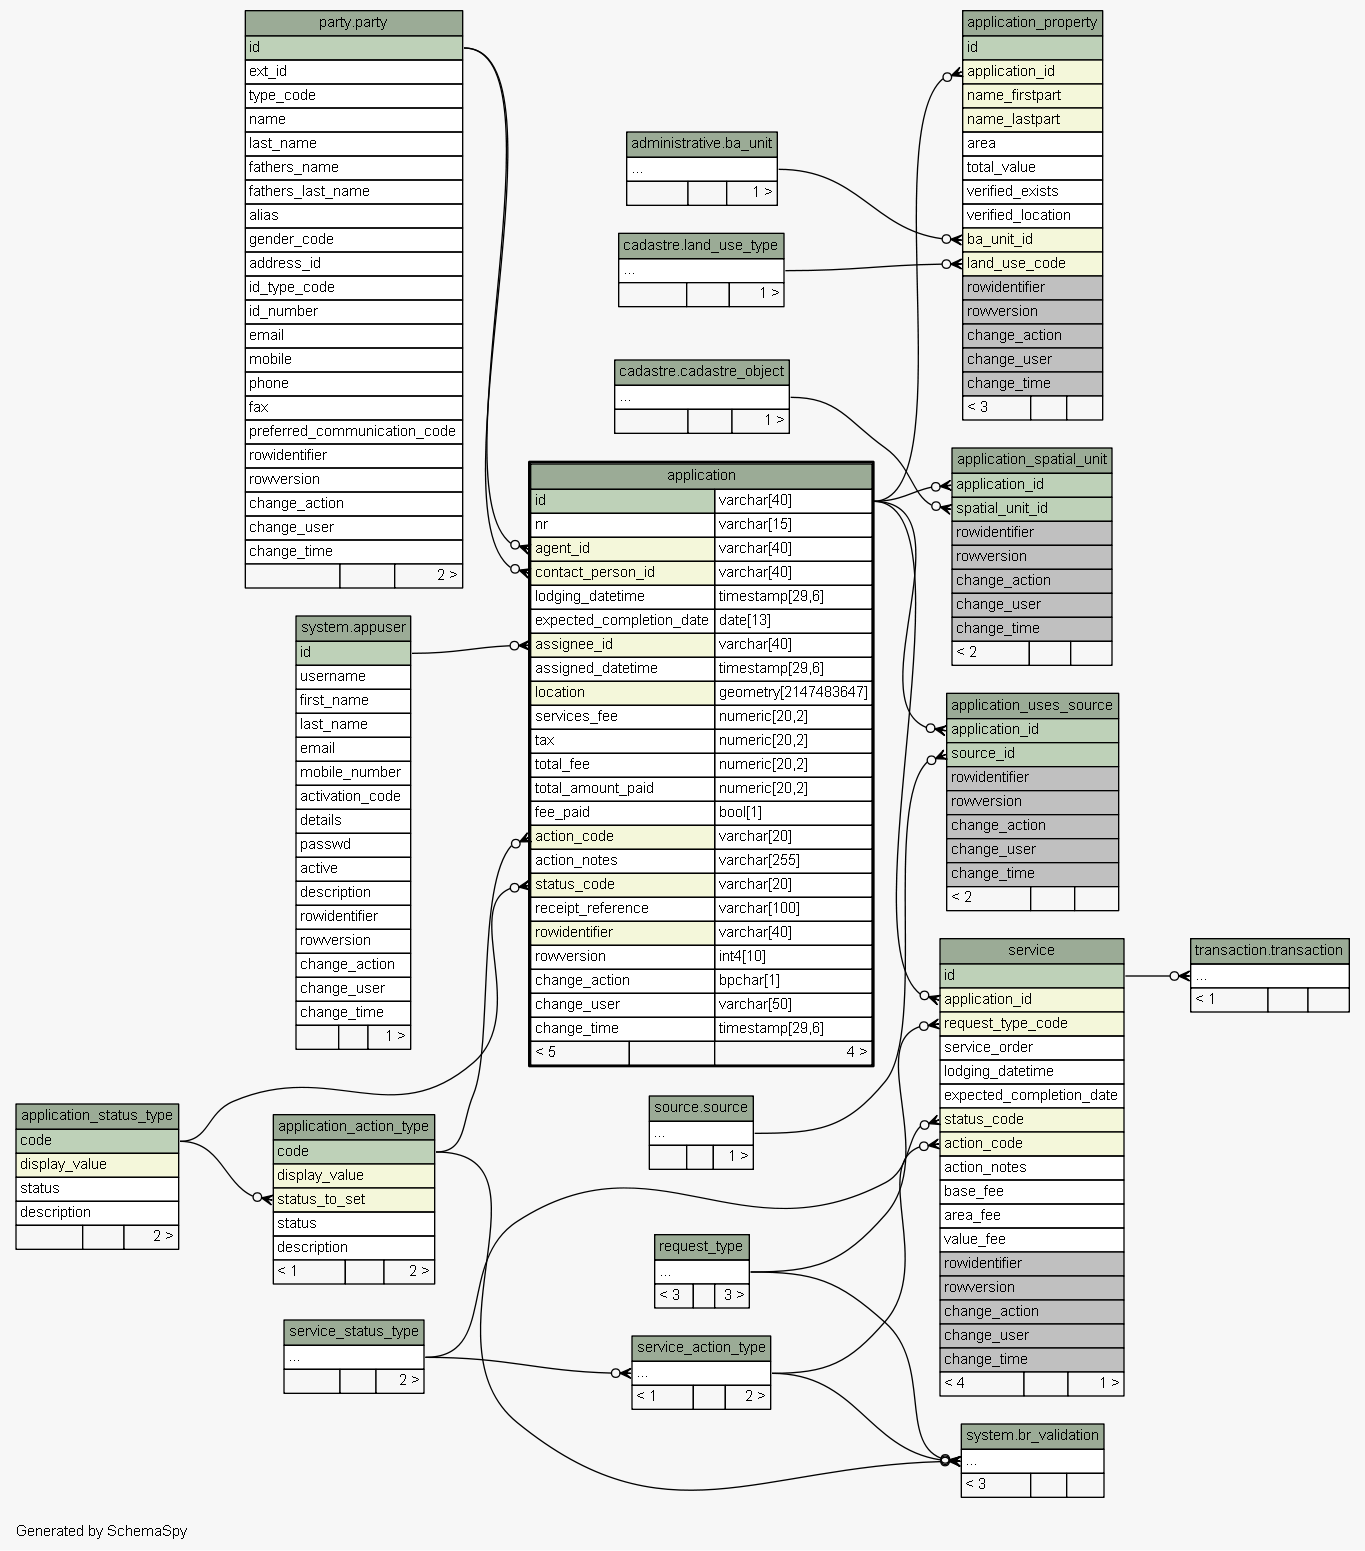 party.party
id
ext_id
type_code
name
last_name
fathers_name
fathers_last_name
alias
gender_code
address_id
id_type_code
id_number
email
mobile
phone
fax
preferred_communication_code
rowidentifier
rowversion
change_action
change_user
change_time
2 >
application_property
id
application_id
name_firstpart
name_lastpart
area
total_value
verified_exists
verified_location
ba_unit_id
land_use_code
rowidentifier
rowversion
change_action
change_user
change_time
< 3
administrative.ba_unit
...
1 >
cadastre.land_use_type
...
1 >
cadastre.cadastre_object
...
1 >
application
id varchar[40]
nr varchar[15]
agent_id varchar[40]
contact_person_id varchar[40]
lodging_datetime timestamp[29,6]
expected_completion_date date[13]
assignee_id varchar[40]
assigned_datetime timestamp[29,6]
location geometry[2147483647]
services_fee numeric[20,2]
tax numeric[20,2]
total_fee numeric[20,2]
total_amount_paid numeric[20,2]
fee_paid bool[1]
action_code varchar[20]
action_notes varchar[255]
status_code varchar[20]
receipt_reference varchar[100]
rowidentifier varchar[40]
rowversion int4[10]
change_action bpchar[1]
change_user varchar[50]
change_time timestamp[29,6]
< 5 4 >
application_spatial_unit
application_id
spatial_unit_id
rowidentifier
rowversion
change_action
change_user
change_time
< 2
system.appuser
id
username
first_name
last_name
email
mobile_number
activation_code
details
passwd
active
description
rowidentifier
rowversion
change_action
change_user
change_time
1 >
application_uses_source
application_id
source_id
rowidentifier
rowversion
change_action
change_user
change_time
< 2
service
id
application_id
request_type_code
service_order
lodging_datetime
expected_completion_date
status_code
action_code
action_notes
base_fee
area_fee
value_fee
rowidentifier
rowversion
change_action
change_user
change_time
< 4 1 >
transaction.transaction
...
< 1
source.source
...
1 >
application_status_type
code
display_value
status
description
2 >
application_action_type
code
display_value
status_to_set
status
description
< 1 2 >
request_type
...
< 3 3 >
service_status_type
...
2 >
service_action_type
...
< 1 2 >
system.br_validation
...
< 3
Generated by SchemaSpy